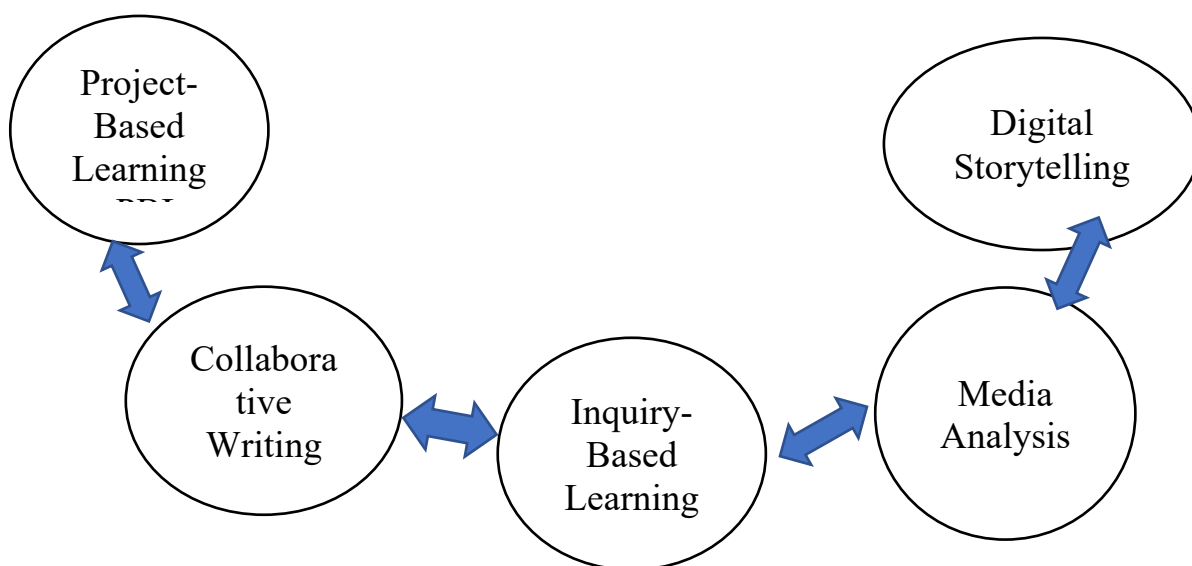 Project-
Based
Learning
Collabora
tive
Writing
Inquiry-
Based
Learning
Media
Analysis
Digital
Storytelling